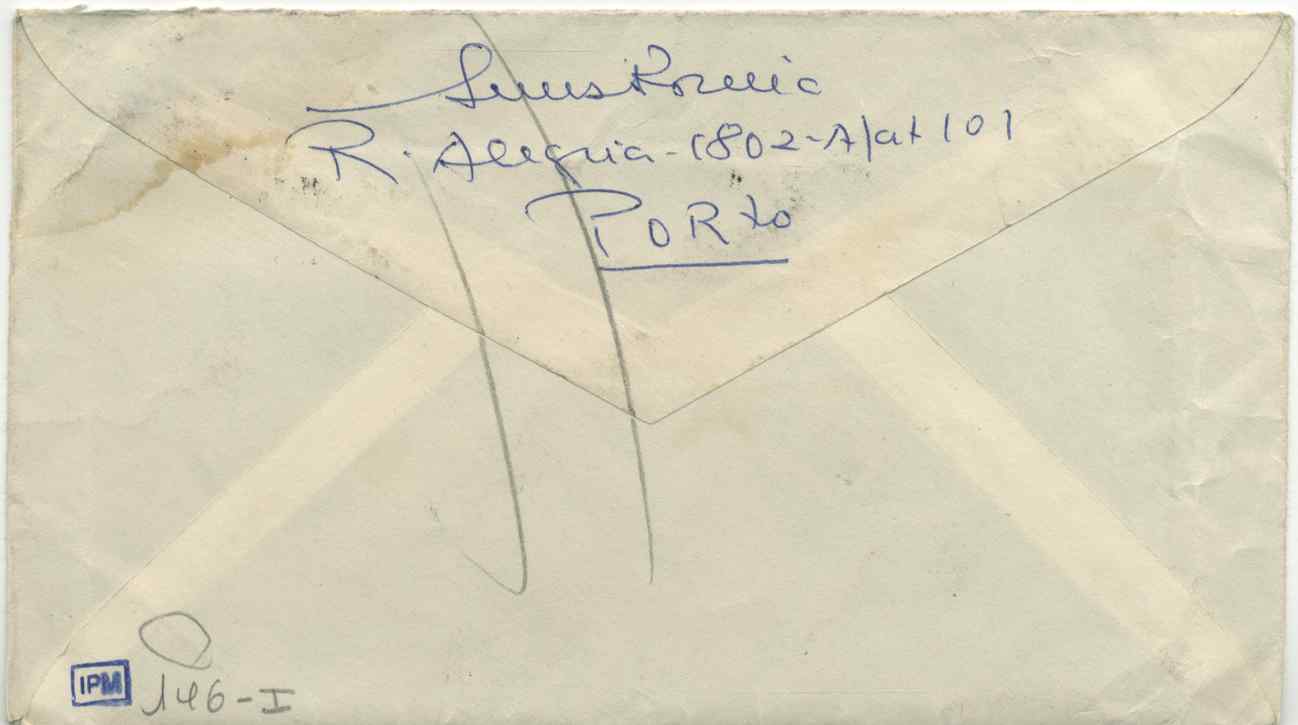 R. Alegria - 1802 - A/at 101
PORto
IPM
146-I